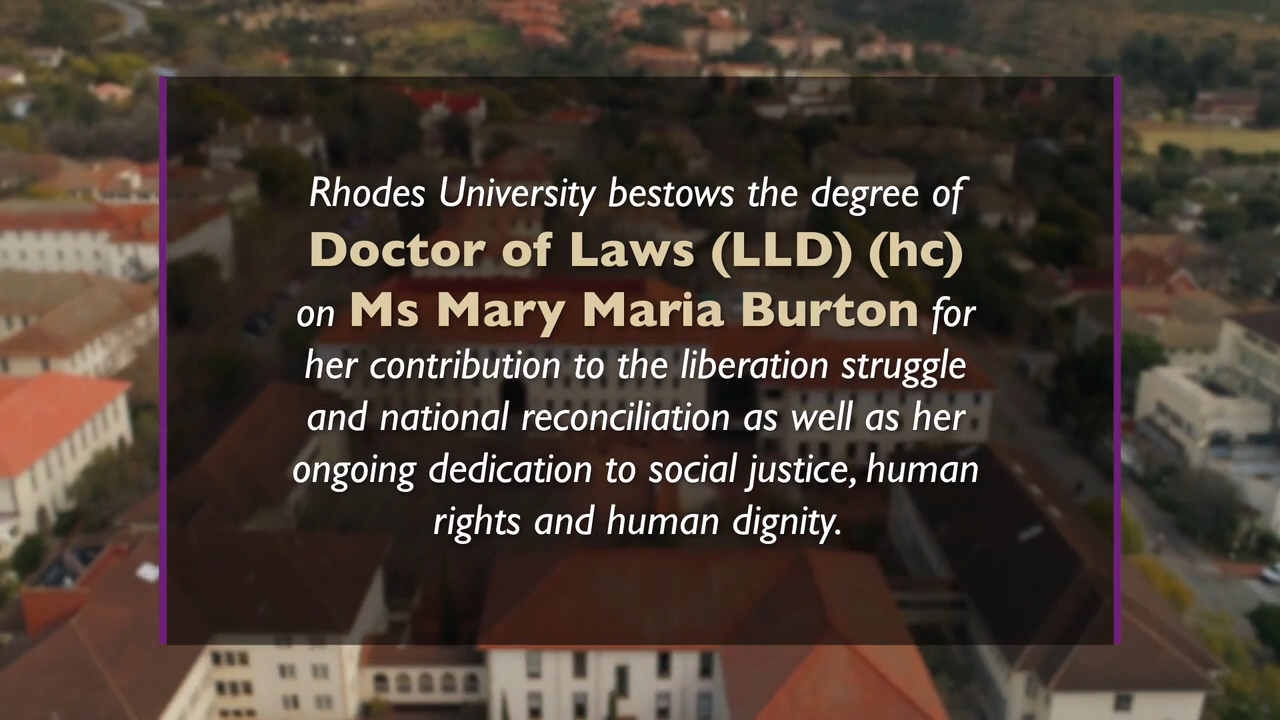 Rhodes University bestows the degree of
Doctor of Laws (LLD) (hc)
on Ms Mary Maria Burton for
her contribution to the liberation struggle
and national reconciliation as well as her
ongoing dedication to social justice, human
rights and human dignity.